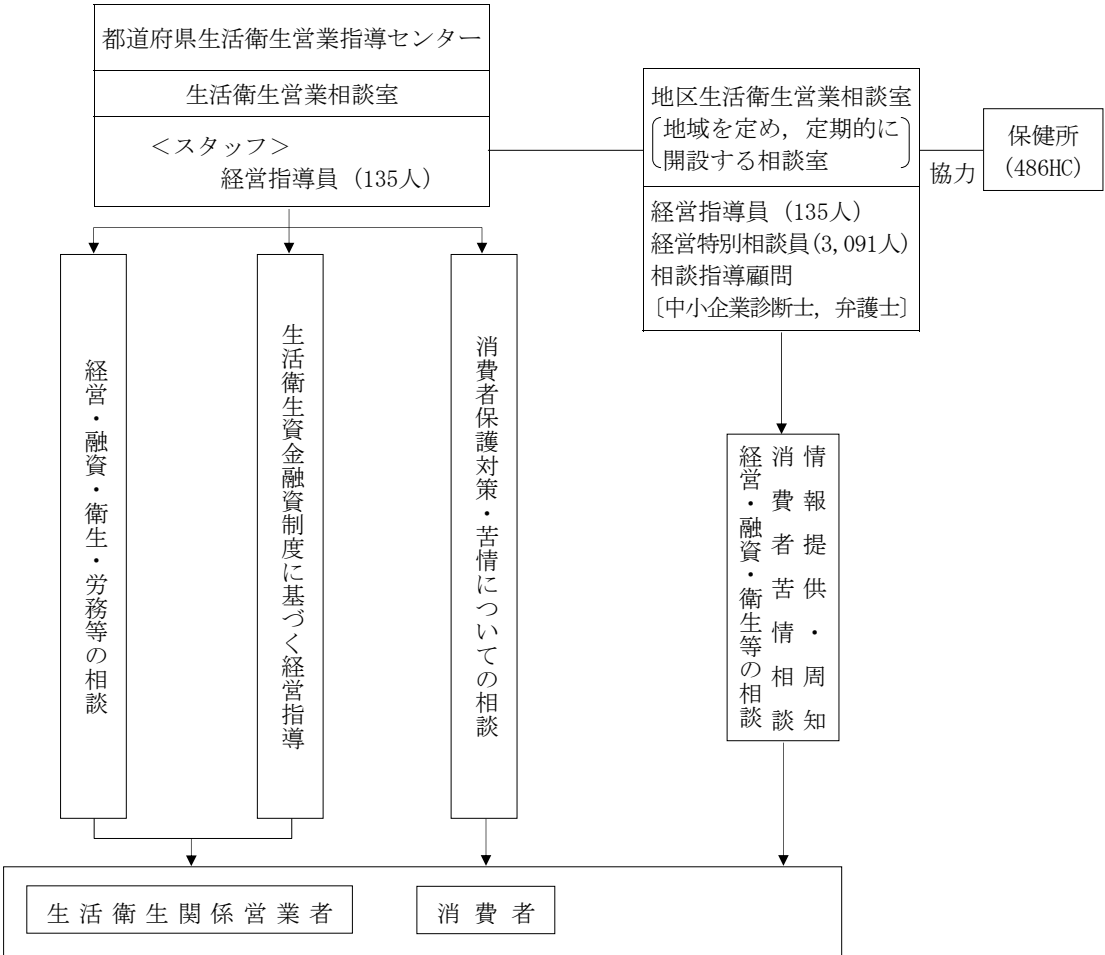 都道府県生活衛生営業指導センター
生活衛生営業相談室
＜スタッフ＞
経営指導員（135人）
地区生活衛生営業相談室
〔地域を定め，定期的に
開設する相談室〕
協力
保健所
(486HC)
経営指導員（135人）
経営特別相談員(3,091人)
相談指導顧問
〔中小企業診断士，弁護士〕
経営・融資・衛生・労務等の相談
生活衛生資金融資制度に基づく経営指導
消費者保護対策・苦情についての相談
情報提供・周知
消費者苦情相談
経営・融資・衛生等の相談
生活衛生関係営業者
消費者